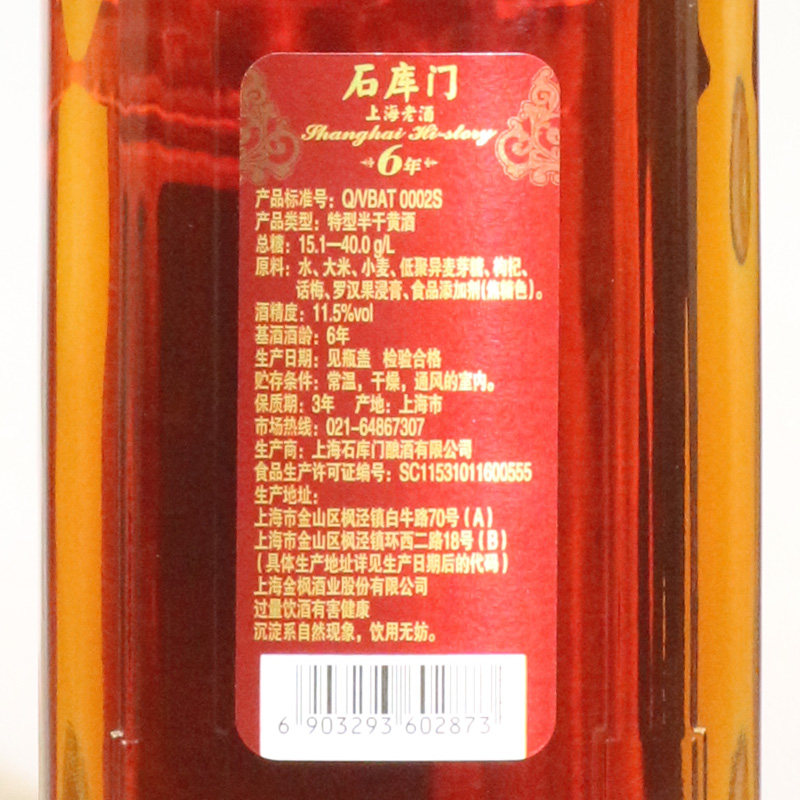 石库门
上海老酒
Shanghai Hi-story
6年
产品标准号：Q/VBAT 0002S
产品类型：特型半干黄酒
总糖：15.1—40.0 g/L
原料：水、大米、小麦、低聚异麦芽糖、枸杞、
话梅、罗汉果浸膏、食品添加剂(焦糖色)。
酒精度：11.5%vol
基酒酒龄：6年
生产日期：见瓶盖 检验合格
贮存条件：常温，干燥，通风的室内。
保质期：3年 产地：上海市
市场热线：021-64867307
生产商：上海石库门酿酒有限公司
食品生产许可证编号：SC11531011600555
生产地址：
上海市金山区枫泾镇白牛路70号(A)
上海市金山区枫泾镇环西二路18号(B)
(具体生产地址详见生产日期后的代码)
上海金枫酒业股份有限公司
过量饮酒有害健康
沉淀系自然现象，饮用无妨。
6 903293 602873